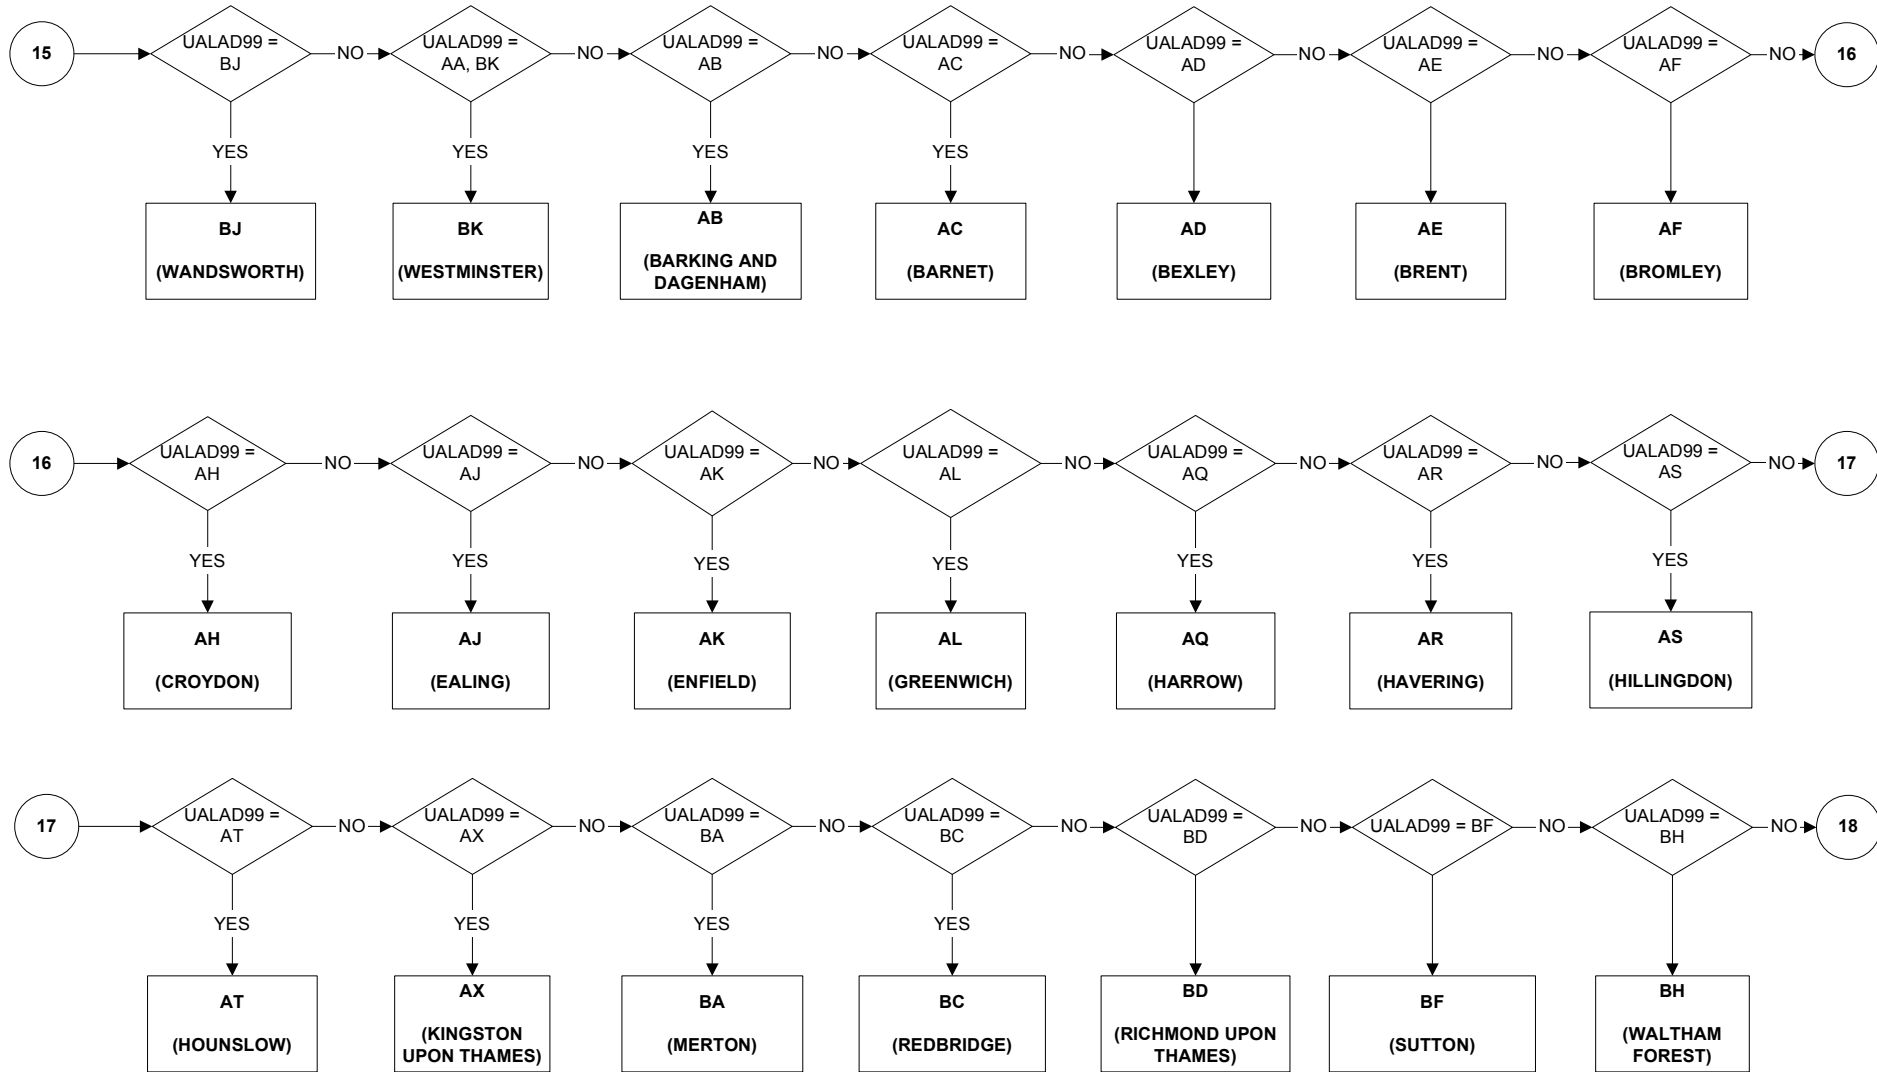 15
UALAD99 =
BJ
NO
UALAD99 =
AA, BK
NO
UALAD99 =
AB
NO
UALAD99 =
AC
NO
UALAD99 =
AD
NO
UALAD99 =
AE
NO
UALAD99 =
AF
NO
16
YES
YES
YES
YES
BJ
(WANDSWORTH)
BK
(WESTMINSTER)
AB
(BARKING AND
DAGENHAM)
AC
(BARNET)
AD
(BEXLEY)
AE
(BRENT)
AF
(BROMLEY)
16
UALAD99 =
AH
NO
UALAD99 =
AJ
NO
UALAD99 =
AK
NO
UALAD99 =
AL
NO
UALAD99 =
AQ
NO
UALAD99 =
AR
NO
UALAD99 =
AS
NO
17
YES
YES
YES
YES
YES
YES
YES
AH
(CROYDON)
AJ
(EALING)
AK
(ENFIELD)
AL
(GREENWICH)
AQ
(HARROW)
AR
(HAVERING)
AS
(HILLINGDON)
17
UALAD99 =
AT
NO
UALAD99 =
AX
NO
UALAD99 =
BA
NO
UALAD99 =
BC
NO
UALAD99 =
BD
NO
UALAD99 = BF
NO
UALAD99 =
BH
NO
18
YES
YES
YES
YES
AT
(HOUNSLOW)
AX
(KINGSTON
UPON THAMES)
BA
(MERTON)
BC
(REDBRIDGE)
BD
(RICHMOND UPON
THAMES)
BF
(SUTTON)
BH
(WALTHAM
FOREST)